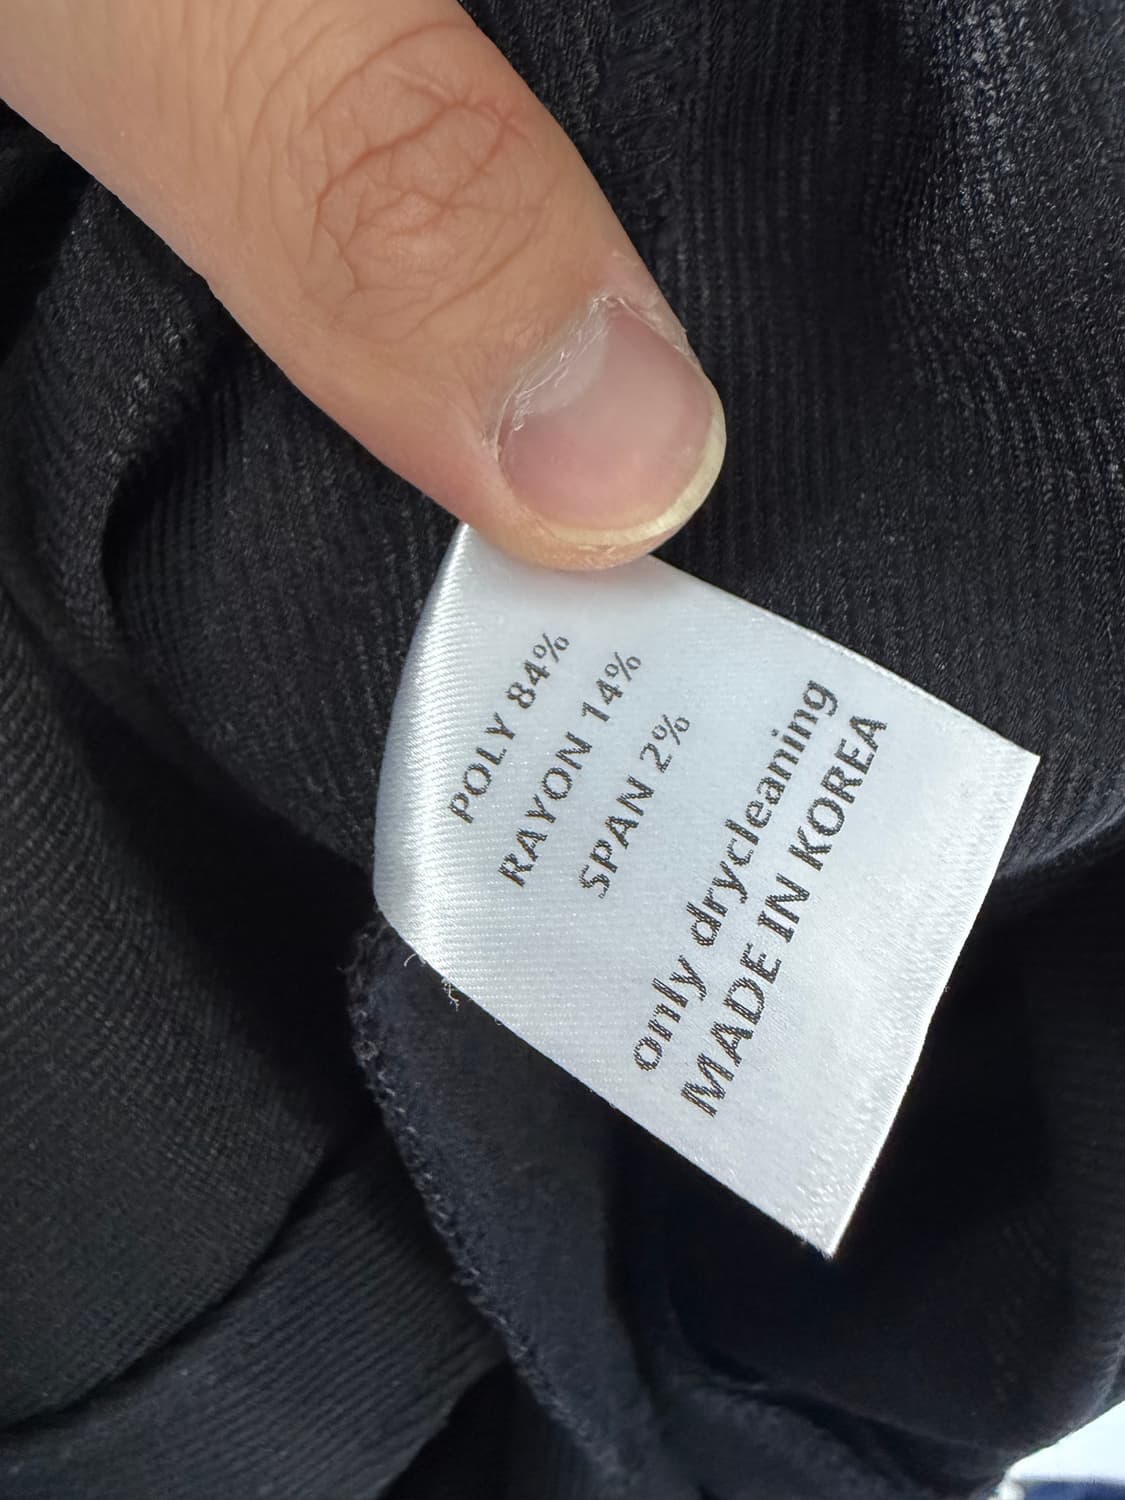 POLY 84%
RAYON 14%
SPAN 2%
only drycleaning
MADE IN KOREA